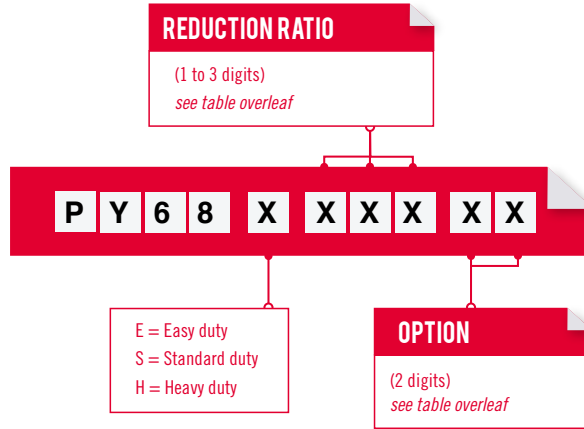 REDUCTION RATIO
(1 to 3 digits)
see table overleaf
P Y 6 8 X X X X X X
E = Easy duty
S = Standard duty
H = Heavy duty
OPTION
(2 digits)
see table overleaf